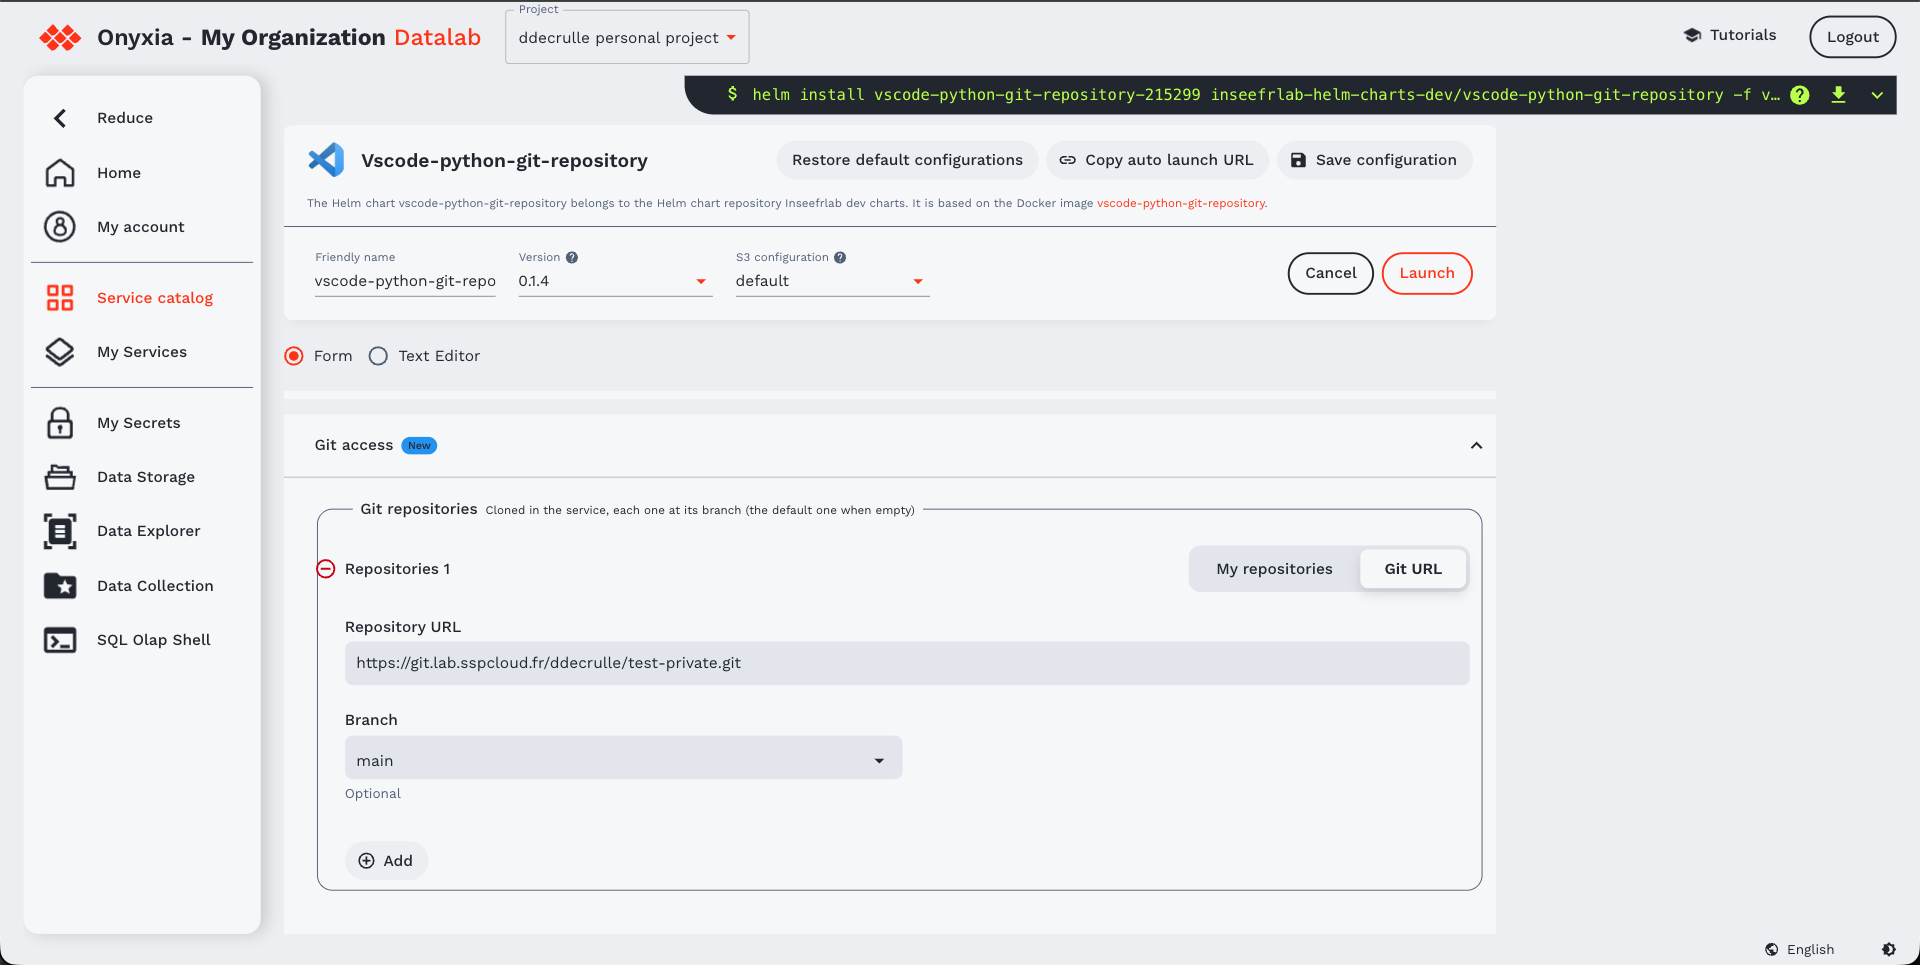 Onyxia - My Organization Datalab
Project
ddecrulle personal project
Tutorials
Logout
$ helm install vscode-python-git-repository-215299 inseefrlab-helm-charts-dev/vscode-python-git-repository -f v…
Reduce
Home
My account
Service catalog
My Services
My Secrets
Data Storage
Data Explorer
Data Collection
SQL Olap Shell
Vscode-python-git-repository
Restore default configurations
Copy auto launch URL
Save configuration
The Helm chart vscode-python-git-repository belongs to the Helm chart repository Inseefrlab dev charts. It is based on the Docker image vscode-python-git-repository.
Friendly name
vscode-python-git-repo
Version
0.1.4
S3 configuration
default
Cancel
Launch
Form
Text Editor
Git access New
Git repositories Cloned in the service, each one at its branch (the default one when empty)
Repositories 1
My repositories
Git URL
Repository URL
https://git.lab.sspcloud.fr/ddecrulle/test-private.git
Branch
main
Optional
Add
English